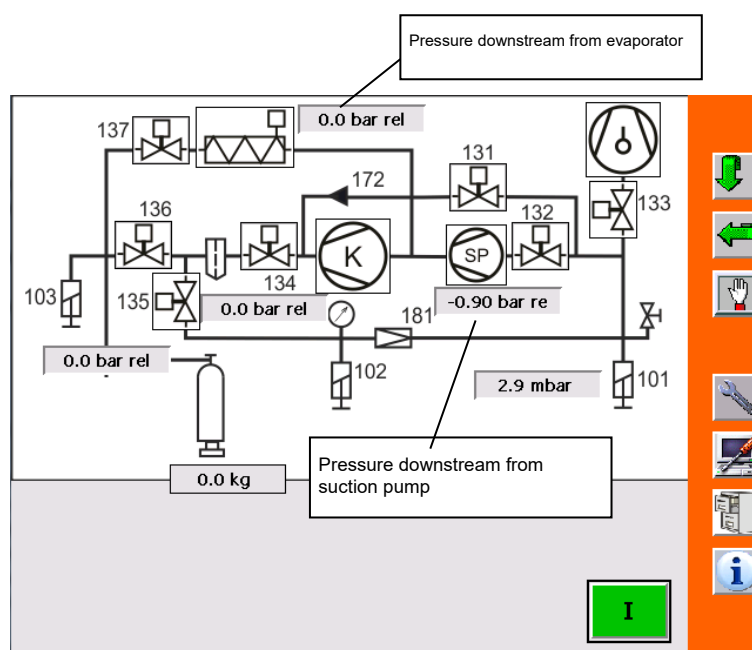 Pressure downstream from evaporator
137
0.0 bar rel
131
172
133
136
132
K
SP
134
103
135
0.0 bar rel
-0.90 bar re
181
0.0 bar rel
102
2.9 mbar
101
Pressure downstream from
suction pump
0.0 kg
I
i